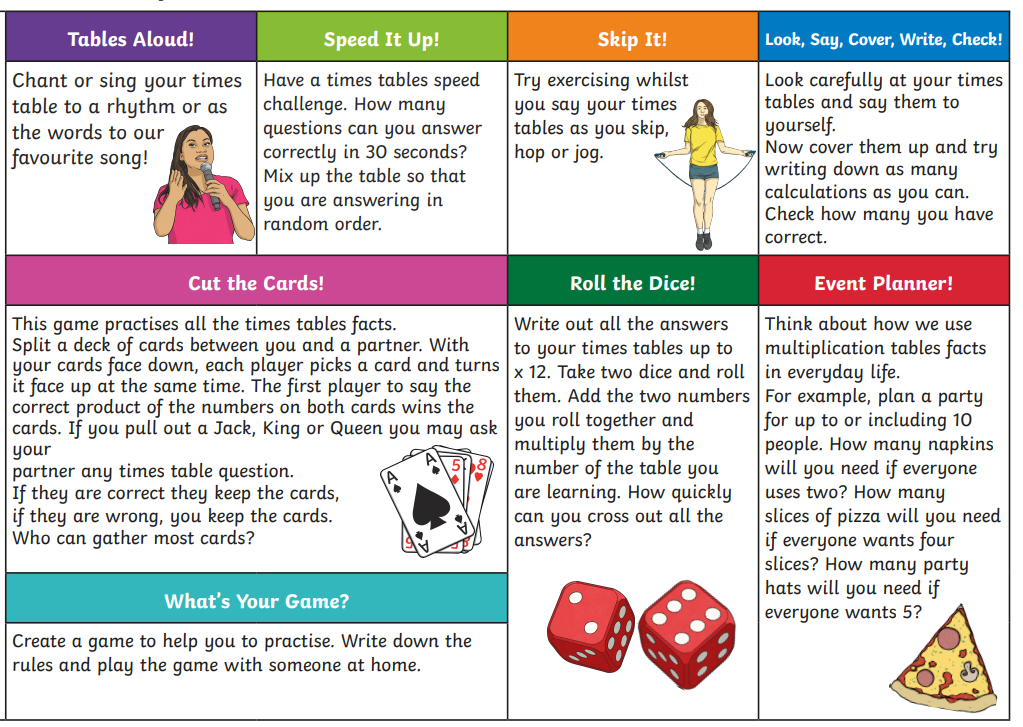 Tables Aloud!
Chant or sing your times
table to a rhythm or as
the words to our
favourite song!
Speed It Up!
Have a times tables speed
challenge. How many
questions can you answer
correctly in 30 seconds?
Mix up the table so that
you are answering in
random order.
Skip It!
Try exercising whilst
you say your times
tables as you skip,
hop or jog.
Look, Say, Cover, Write, Check!
Look carefully at your times
tables and say them to
yourself.
Now cover them up and try
writing down as many
calculations as you can.
Check how many you have
correct.
Cut the Cards!
This game practises all the times tables facts.
Split a deck of cards between you and a partner. With
your cards face down, each player picks a card and turns
it face up at the same time. The first player to say the
correct product of the numbers on both cards wins the
cards. If you pull out a Jack, King or Queen you may ask
your
partner any times table question.
If they are correct they keep the cards,
if they are wrong, you keep the cards.
Who can gather most cards?
A
A
5
8
A
A
9
5
8
Roll the Dice!
Write out all the answers
to your times tables up to
x 12. Take two dice and roll
them. Add the two numbers
you roll together and
multiply them by the
number of the table you
are learning. How quickly
can you cross out all the
answers?
Event Planner!
Think about how we use
multiplication tables facts
in everyday life.
For example, plan a party
for up to or including 10
people. How many napkins
will you need if everyone
uses two? How many
slices of pizza will you need
if everyone wants four
slices? How many party
hats will you need if
everyone wants 5?
What's Your Game?
Create a game to help you to practise. Write down the
rules and play the game with someone at home.